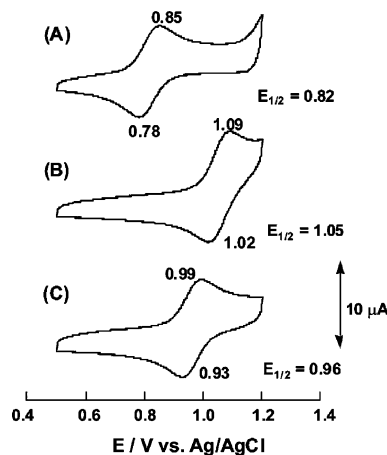 0.85
(A)
E1/2 = 0.82
0.78
1.09
(B)
E1/2 = 1.05
1.02
0.99
(C)
10 µA
0.93
E1/2 = 0.96
0.4 0.6 0.8 1.0 1.2 1.4
E / V vs. Ag/AgCl